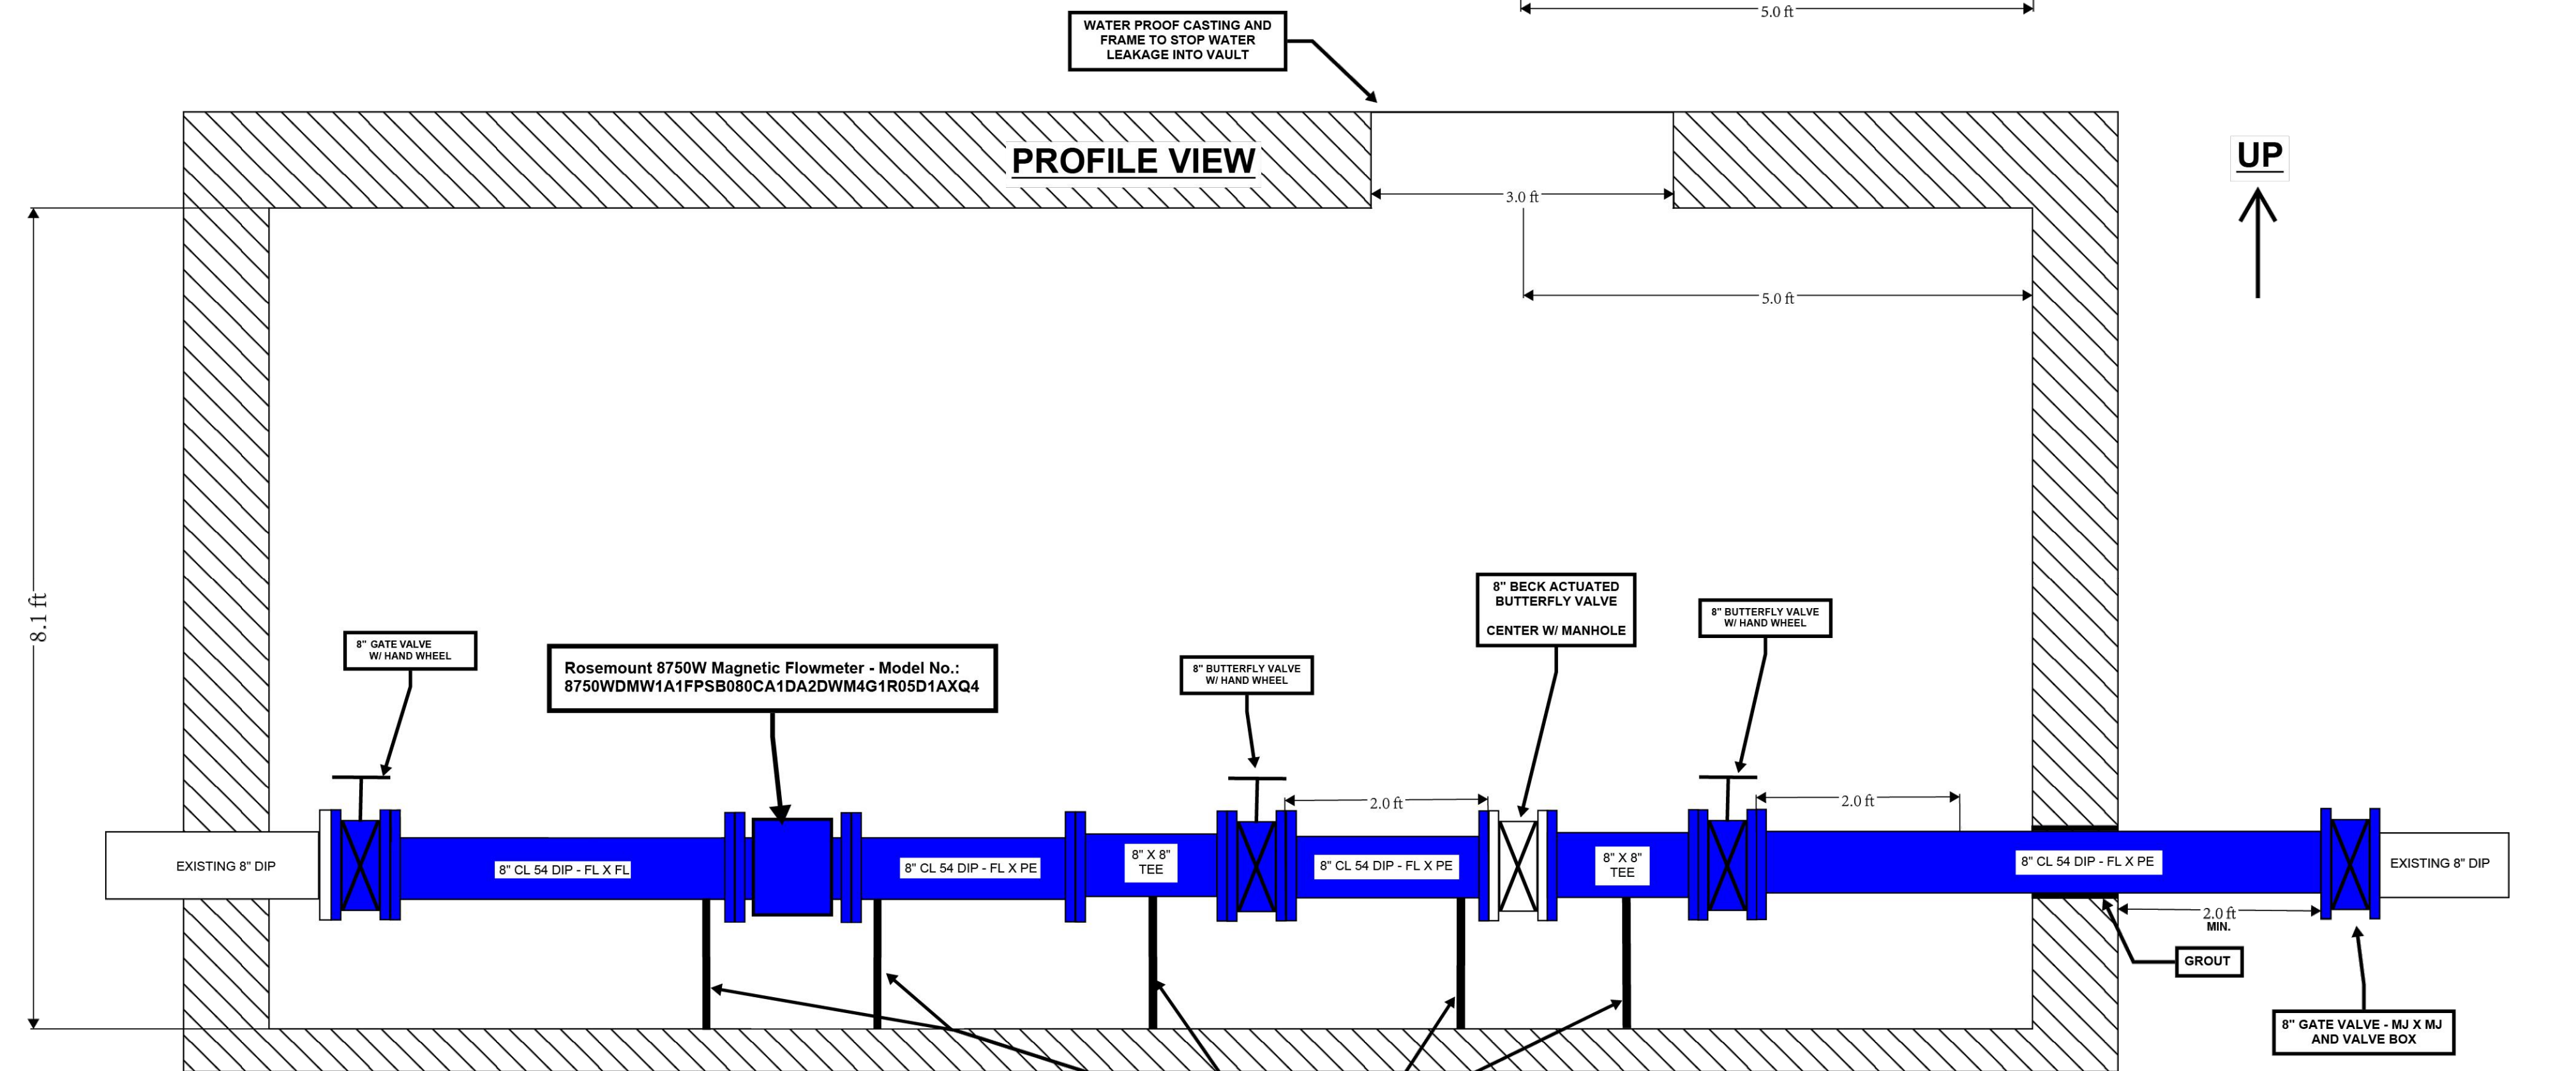 5.0 ft
WATER PROOF CASTING AND
FRAME TO STOP WATER
LEAKAGE INTO VAULT
PROFILE VIEW
UP
3.0 ft
5.0 ft
8.1 ft
8" GATE VALVE
W/ HAND WHEEL
Rosemount 8750W Magnetic Flowmeter - Model No.:
8750WDMW1A1FPSB080CA1DA2DWM4G1R05D1AXQ4
8" BUTTERFLY VALVE
W/ HAND WHEEL
8" BECK ACTUATED
BUTTERFLY VALVE
CENTER W/ MANHOLE
8" BUTTERFLY VALVE
W/ HAND WHEEL
2.0 ft
2.0 ft
EXISTING 8" DIP
8" CL 54 DIP - FL X FL
8" CL 54 DIP - FL X PE
8" X 8"
TEE
8" CL 54 DIP - FL X PE
8" X 8"
TEE
8" CL 54 DIP - FL X PE
EXISTING 8" DIP
2.0 ft
MIN.
GROUT
8" GATE VALVE - MJ X MJ
AND VALVE BOX